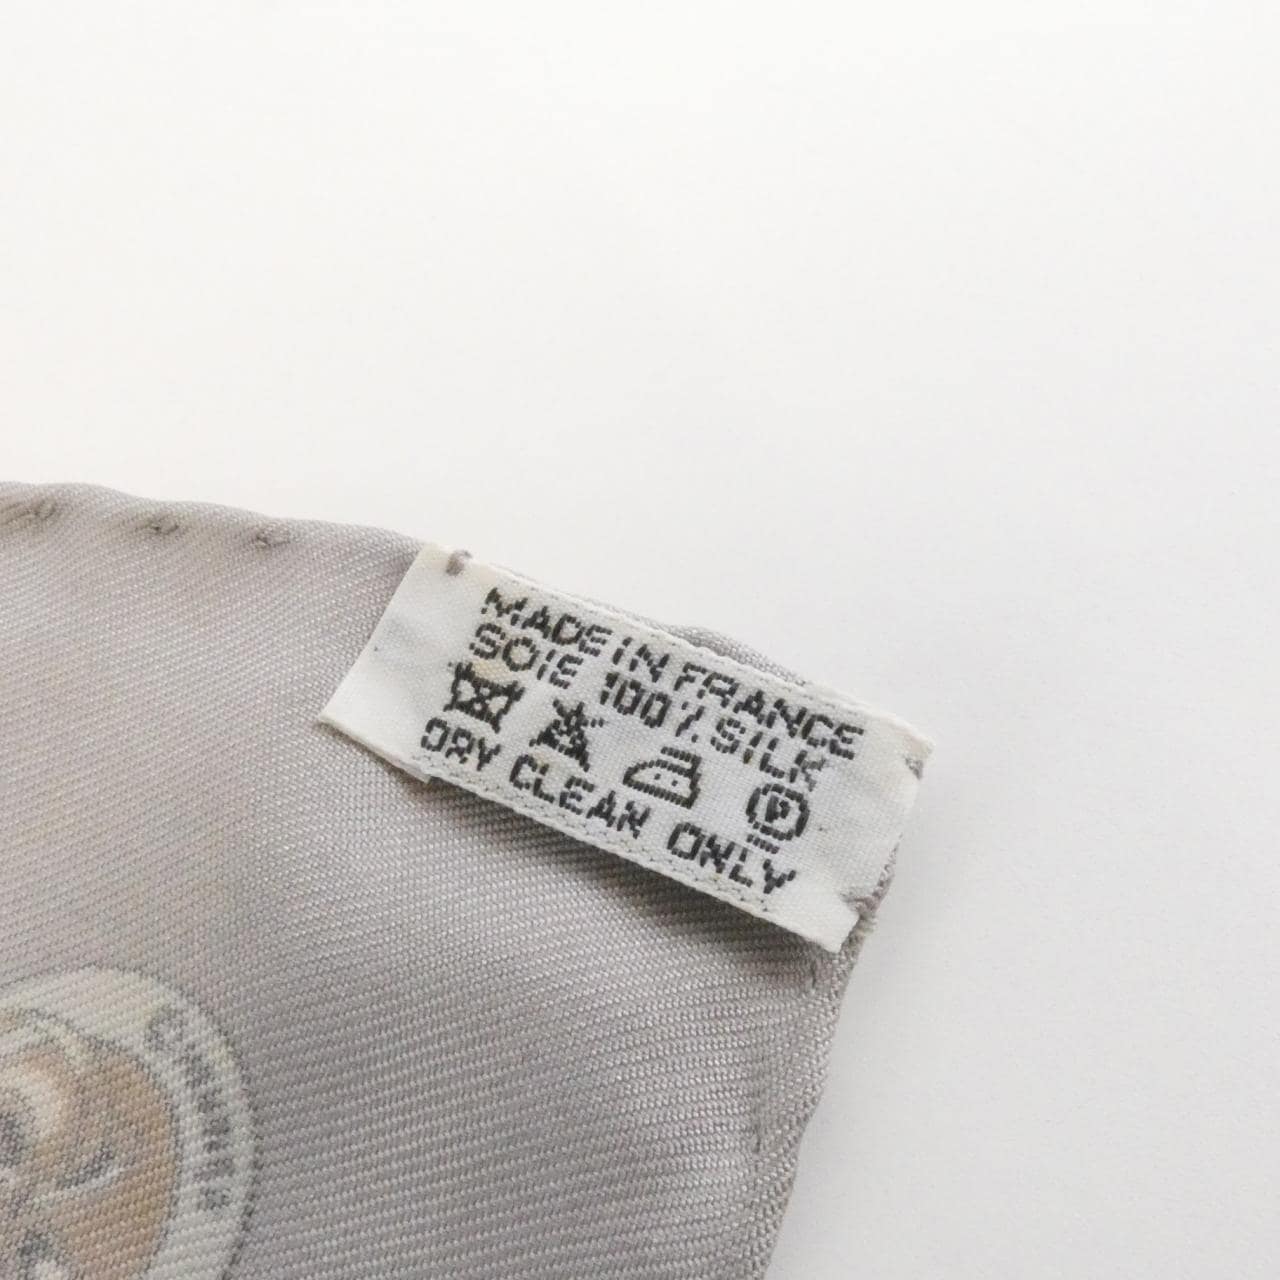 MADE IN FRANCE
SOIE 100% SILK
P
DRY CLEAN ONLY